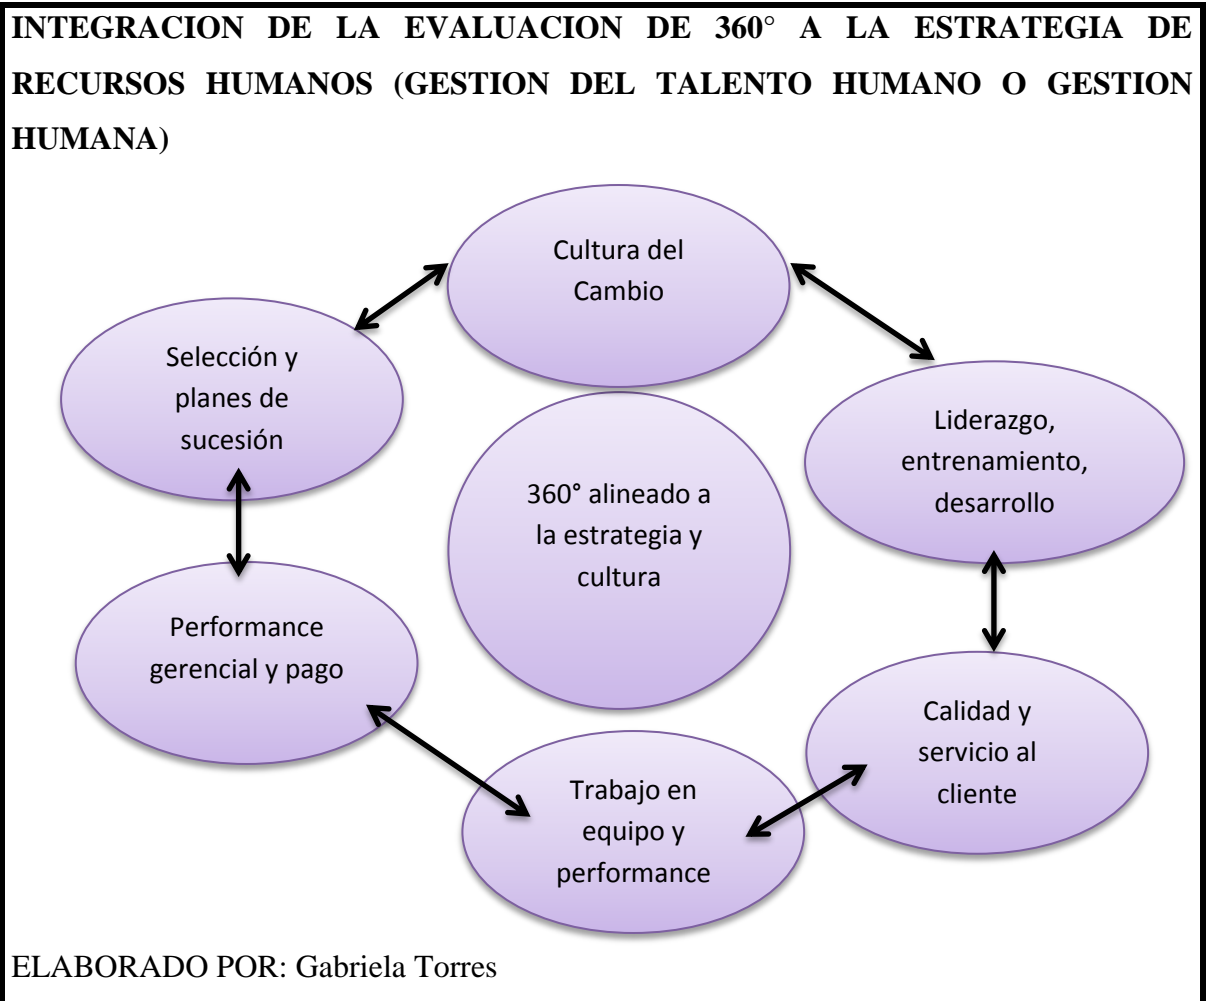 INTEGRACION DE LA EVALUACION DE 360° A LA ESTRATEGIA DE
RECURSOS HUMANOS (GESTION DEL TALENTO HUMANO O GESTION
HUMANA)
Cultura del
Cambio
Selección y
planes de
sucesión
Liderazgo,
entrenamiento,
desarrollo
360° alineado a
la estrategia y
cultura
Performance
gerencial y pago
Calidad y
servicio al
cliente
Trabajo en
equipo y
performance
ELABORADO POR: Gabriela Torres